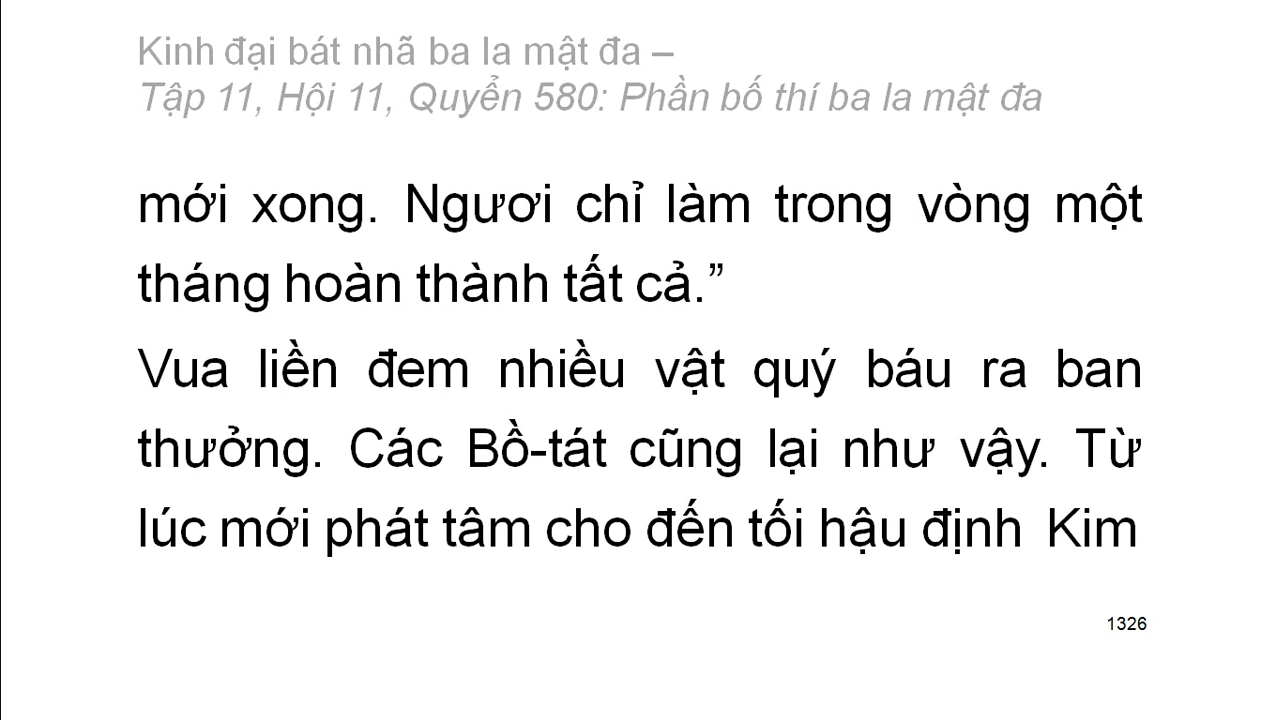 Kinh đại bát nhã ba la mật đa –
Tập 11, Hội 11, Quyển 580: Phần bố thí ba la mật đa
mới xong. Ngươi chỉ làm trong vòng một
tháng hoàn thành tất cả.”
Vua liền đem nhiều vật quý báu ra ban
thưởng. Các Bồ-tát cũng lại như vậy. Từ
lúc mới phát tâm cho đến tối hậu định Kim
1326